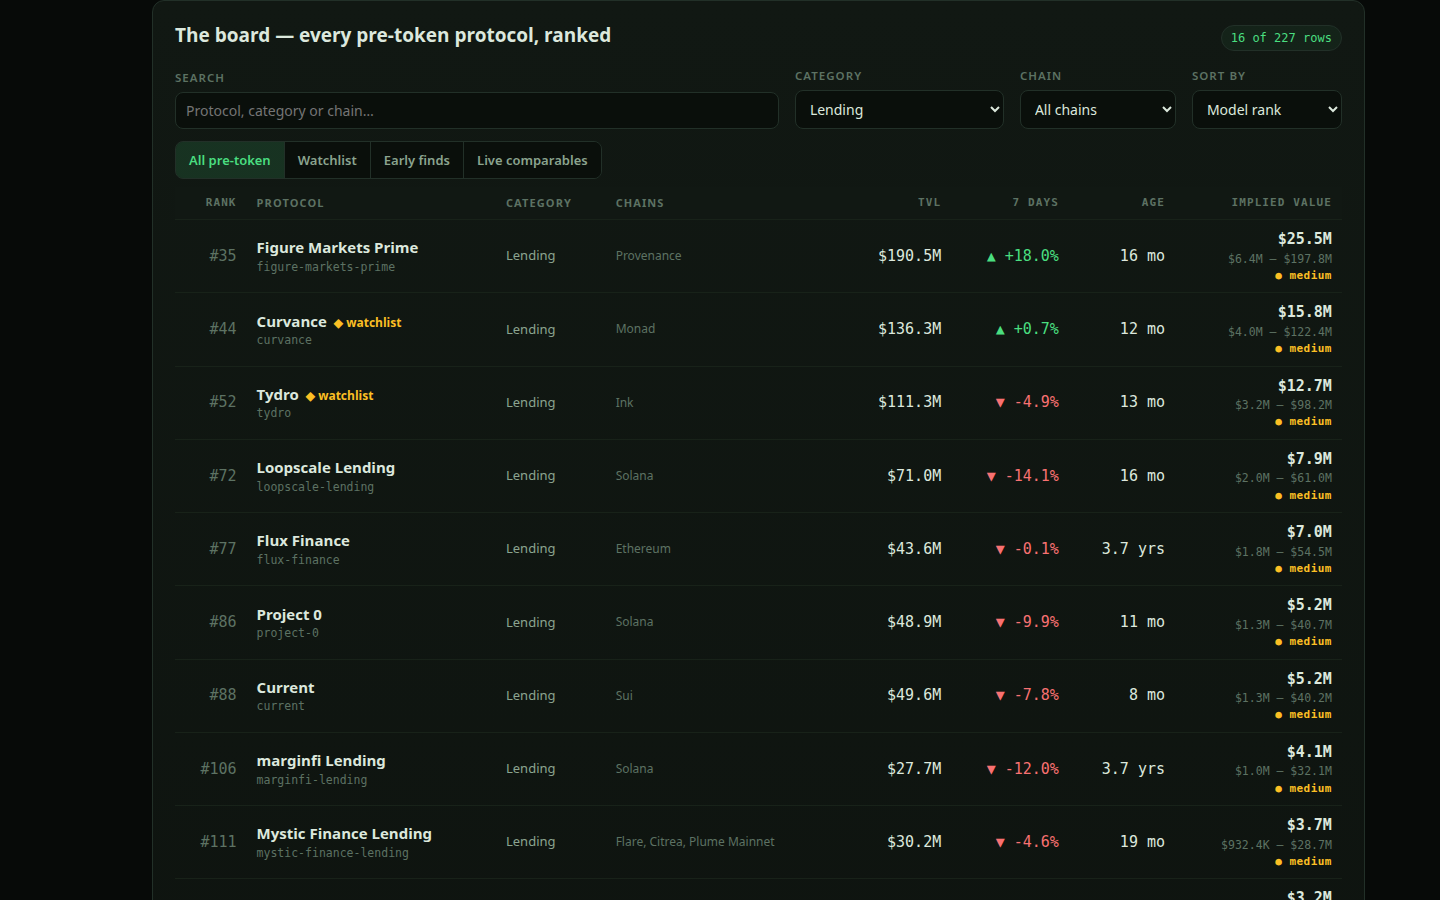 The board — every pre-token protocol, ranked
16 of 227 rows
SEARCH
CATEGORY
CHAIN
SORT BY
Protocol, category or chain...
Lending
All chains
Model rank
All pre-token
Watchlist
Early finds
Live comparables
RANK PROTOCOL CATEGORY CHAINS TVL 7 DAYS AGE IMPLIED VALUE
#35 Figure Markets Prime Lending Provenance $190.5M ▲ +18.0% 16 mo $25.5M
figure-markets-prime $6.4M — $197.8M
● medium
#44 Curvance ◆ watchlist Lending Monad $136.3M ▲ +0.7% 12 mo $15.8M
curvance $4.0M — $122.4M
● medium
#52 Tydro ◆ watchlist Lending Ink $111.3M ▼ -4.9% 13 mo $12.7M
tydro $3.2M — $98.2M
● medium
#72 Loopscale Lending Lending Solana $71.0M ▼ -14.1% 16 mo $7.9M
loopscale-lending $2.0M — $61.0M
● medium
#77 Flux Finance Lending Ethereum $43.6M ▼ -0.1% 3.7 yrs $7.0M
flux-finance $1.8M — $54.5M
● medium
#86 Project 0 Lending Solana $48.9M ▼ -9.9% 11 mo $5.2M
project-0 $1.3M — $40.7M
● medium
#88 Current Lending Sui $49.6M ▼ -7.8% 8 mo $5.2M
current $1.3M — $40.2M
● medium
#106 marginfi Lending Lending Solana $27.7M ▼ -12.0% 3.7 yrs $4.1M
marginfi-lending $1.0M — $32.1M
● medium
#111 Mystic Finance Lending Lending Flare, Citrea, Plume Mainnet $30.2M ▼ -4.6% 19 mo $3.7M
mystic-finance-lending $932.4K — $28.7M
● medium
$3.2M